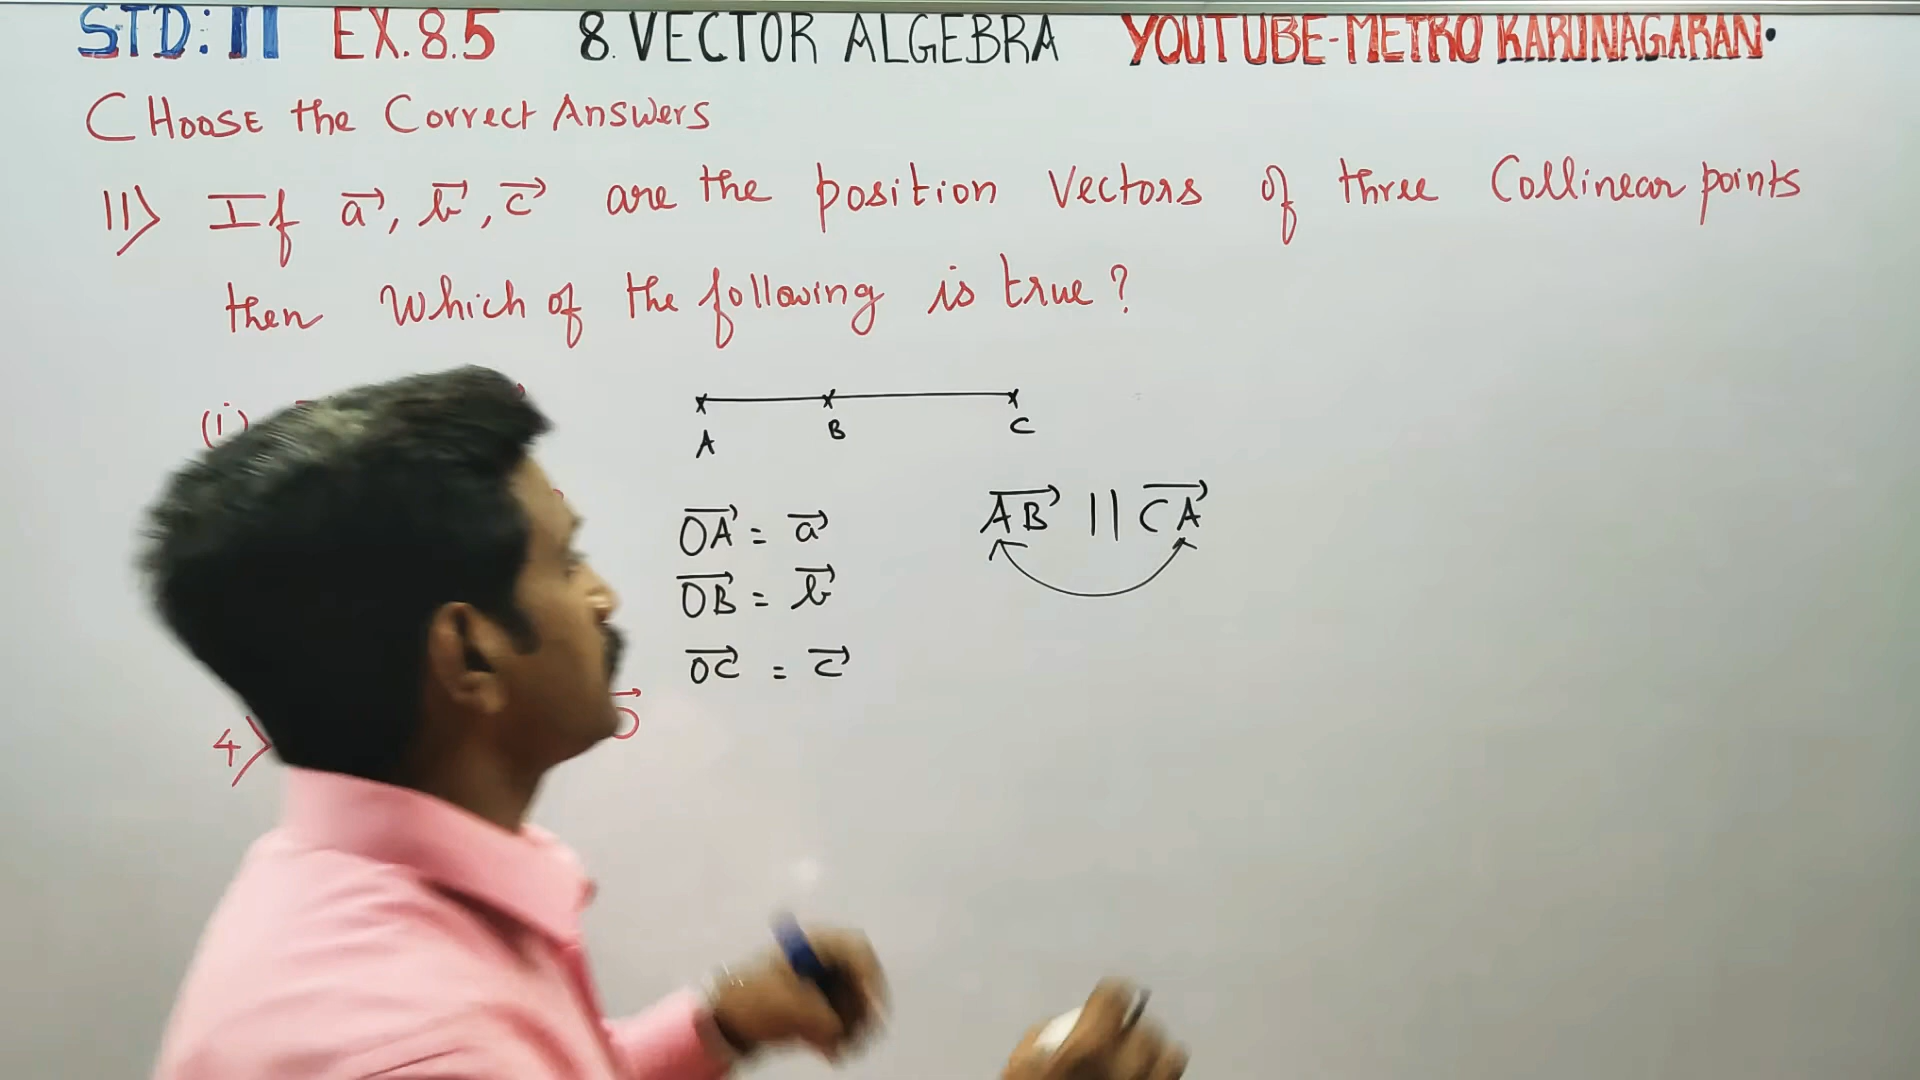 STD: 11 EX. 8.5 8. VECTOR ALGEBRA YOUTUBE-METRO KARUNAGARAN.
CHOOSE the Correct Answers
11) If a⃗, b⃗, c⃗ are the position Vectors of three Collinear points
then Which of the following is true?
(i)
A B C
OA⃗ = a⃗
AB⃗ || CA⃗
OB⃗ = b⃗
OC⃗ = c⃗
4)